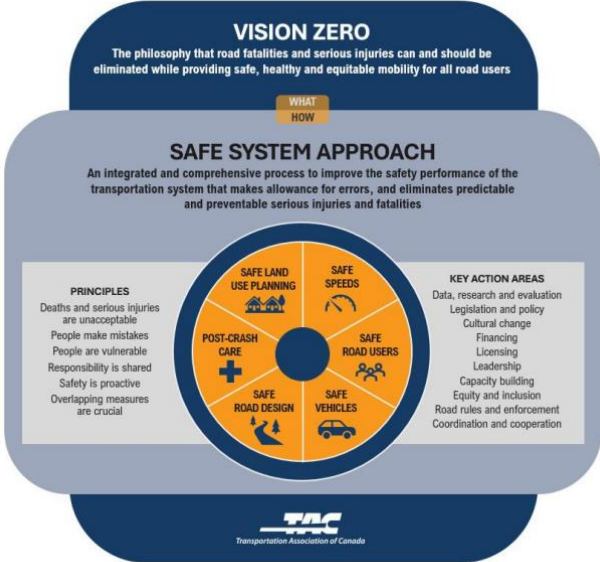 VISION ZERO
The philosophy that road fatalities and serious injuries can and should be
eliminated while providing safe, healthy and equitable mobility for all road users
WHAT
HOW
SAFE SYSTEM APPROACH
An integrated and comprehensive process to improve the safety performance of the
transportation system that makes allowance for errors, and eliminates predictable
and preventable serious injuries and fatalities
PRINCIPLES
Deaths and serious injuries
are unacceptable
People make mistakes
People are vulnerable
Responsibility is shared
Safety is proactive
Overlapping measures
are crucial
SAFE LAND
USE PLANNING
SAFE
SPEEDS
POST-CRASH
CARE
SAFE
ROAD USERS
SAFE
ROAD DESIGN
SAFE
VEHICLES
KEY ACTION AREAS
Data, research and evaluation
Legislation and policy
Cultural change
Financing
Licensing
Leadership
Capacity building
Equity and inclusion
Road rules and enforcement
Coordination and cooperation
TAC
Transportation Association of Canada